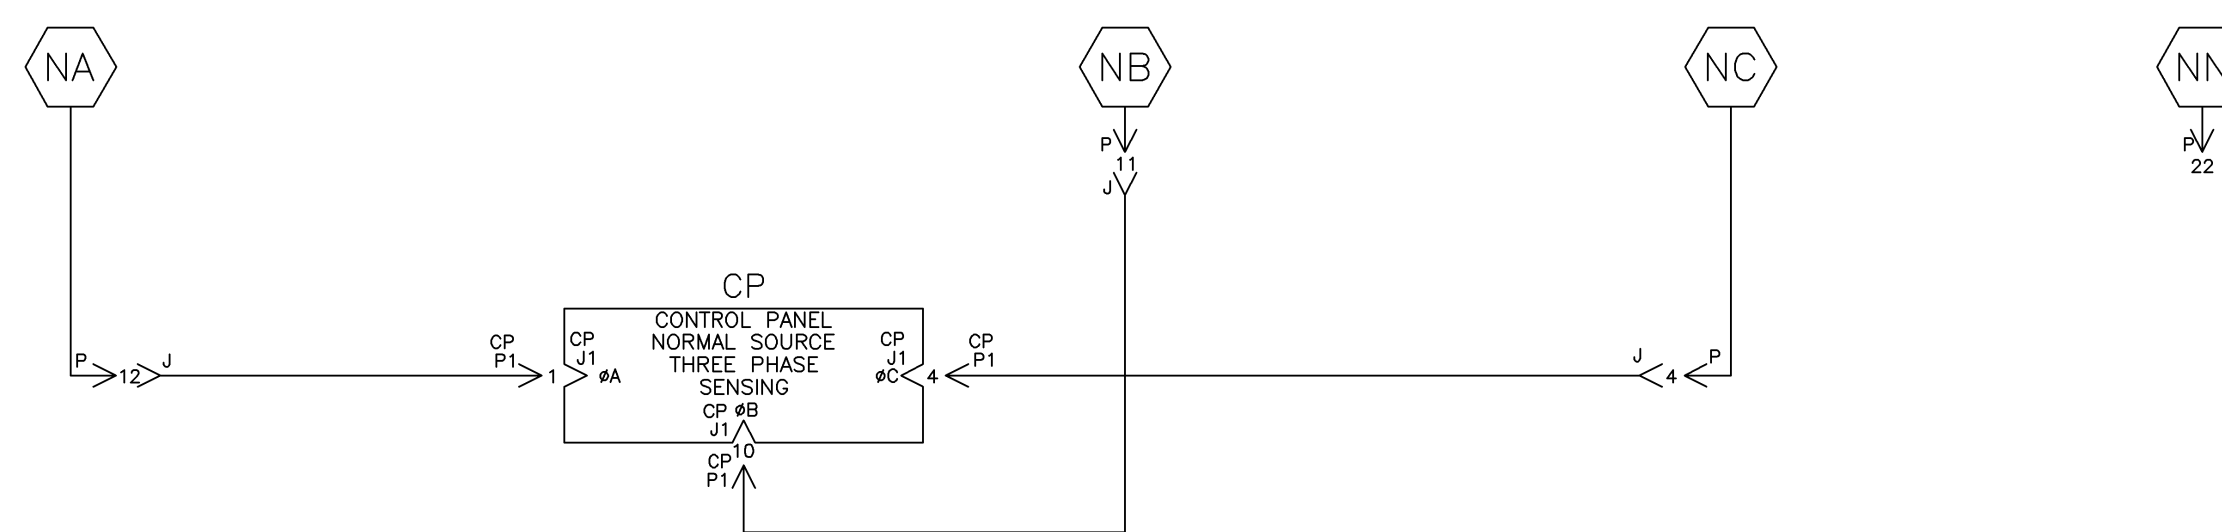 NA
NB
NC
NN
P
11
J
P
22
CP
CONTROL PANEL
NORMAL SOURCE
THREE PHASE
SENSING
P
12
J
CP
P1
1
CP
J1
øA
CP
J1
øC
4
CP
P1
J
4
P
CP øB
J1
10
CP
P1